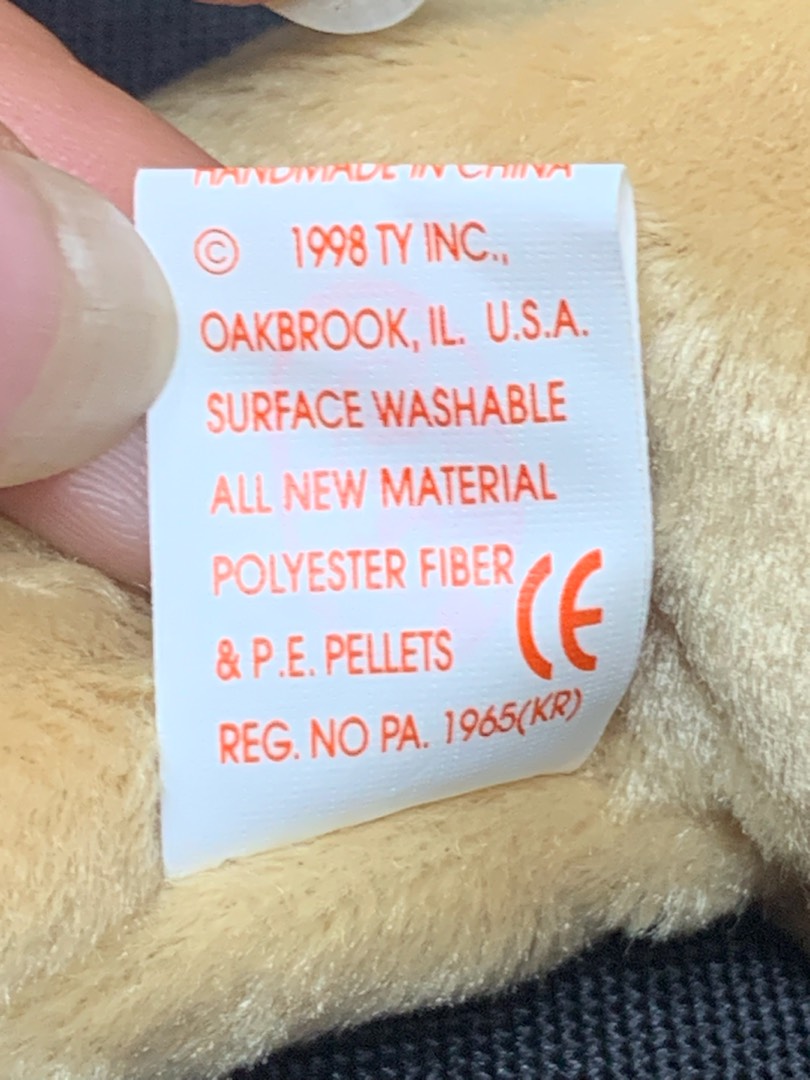 HANDMADE IN CHINA
© 1998 TY INC.,
OAKBROOK, IL. U.S.A.
SURFACE WASHABLE
ALL NEW MATERIAL
POLYESTER FIBER
& P.E. PELLETS
CE
REG. NO PA. 1965(KR)